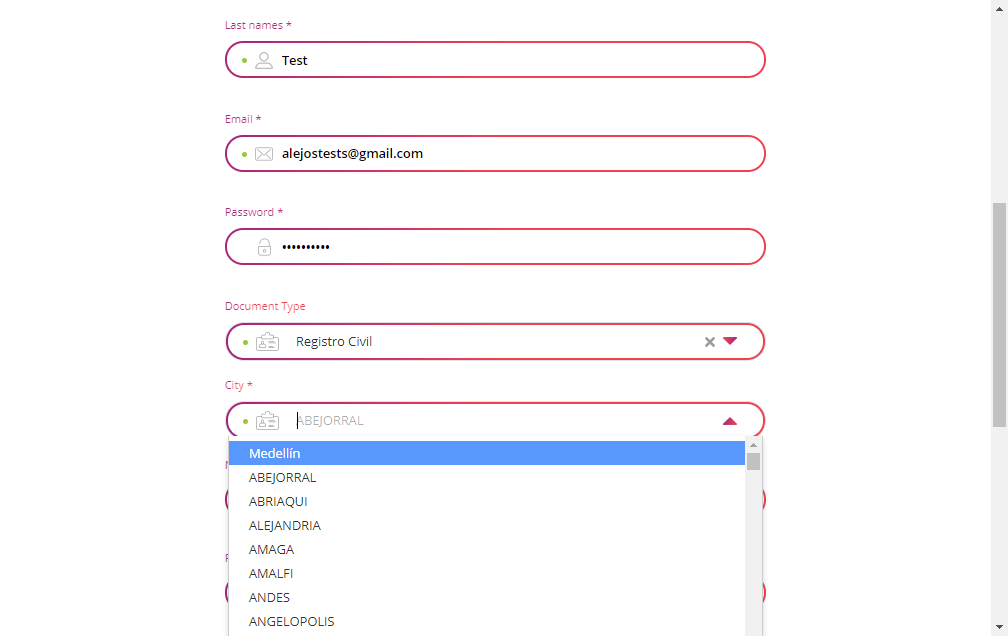 Last names *
Test
Email *
alejostests@gmail.com
Password *
••••••••••
Document Type
Registro Civil
City *
ABEJORRAL
Medellín
ABEJORRAL
ABRIAQUI
ALEJANDRIA
AMAGA
AMALFI
ANDES
ANGELOPOLIS